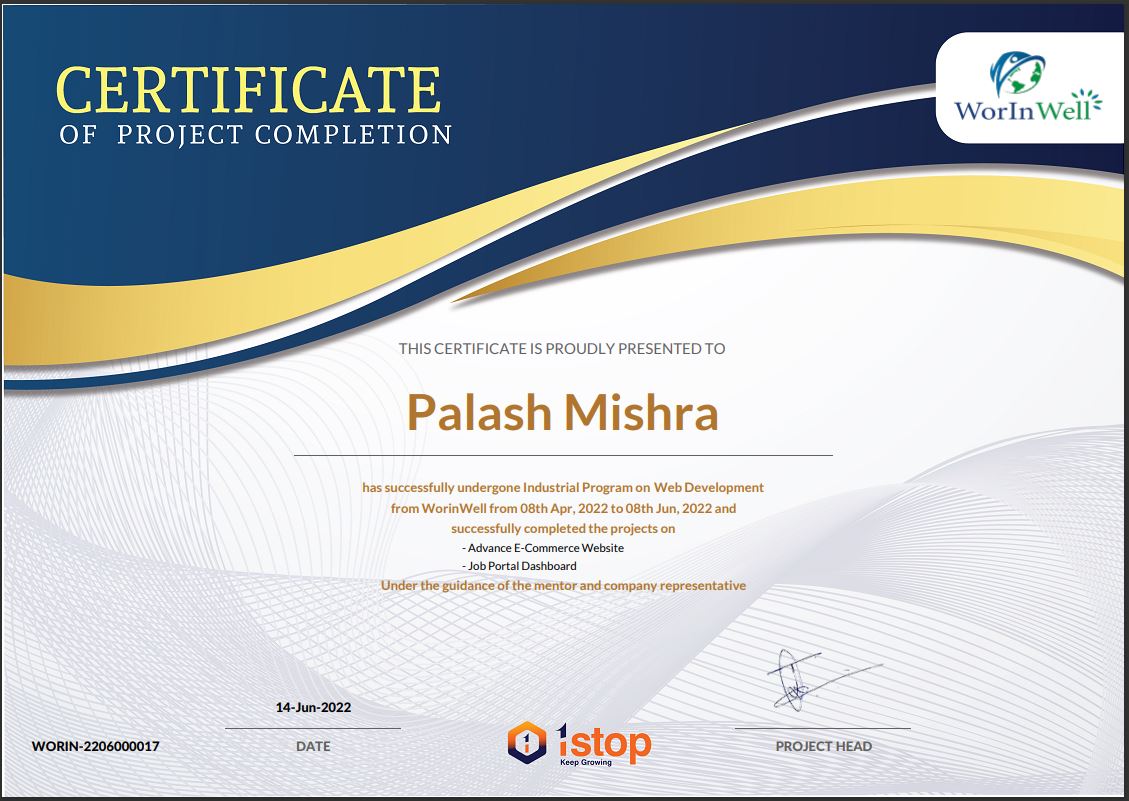 CERTIFICATE
OF PROJECT COMPLETION
WorInWell
THIS CERTIFICATE IS PROUDLY PRESENTED TO
Palash Mishra
has successfully undergone Industrial Program on Web Development
from WorinWell from 08th Apr, 2022 to 08th Jun, 2022 and
successfully completed the projects on
- Advance E-Commerce Website
- Job Portal Dashboard
Under the guidance of the mentor and company representative
14-Jun-2022
WORIN-2206000017
DATE
1stop
Keep Growing
PROJECT HEAD